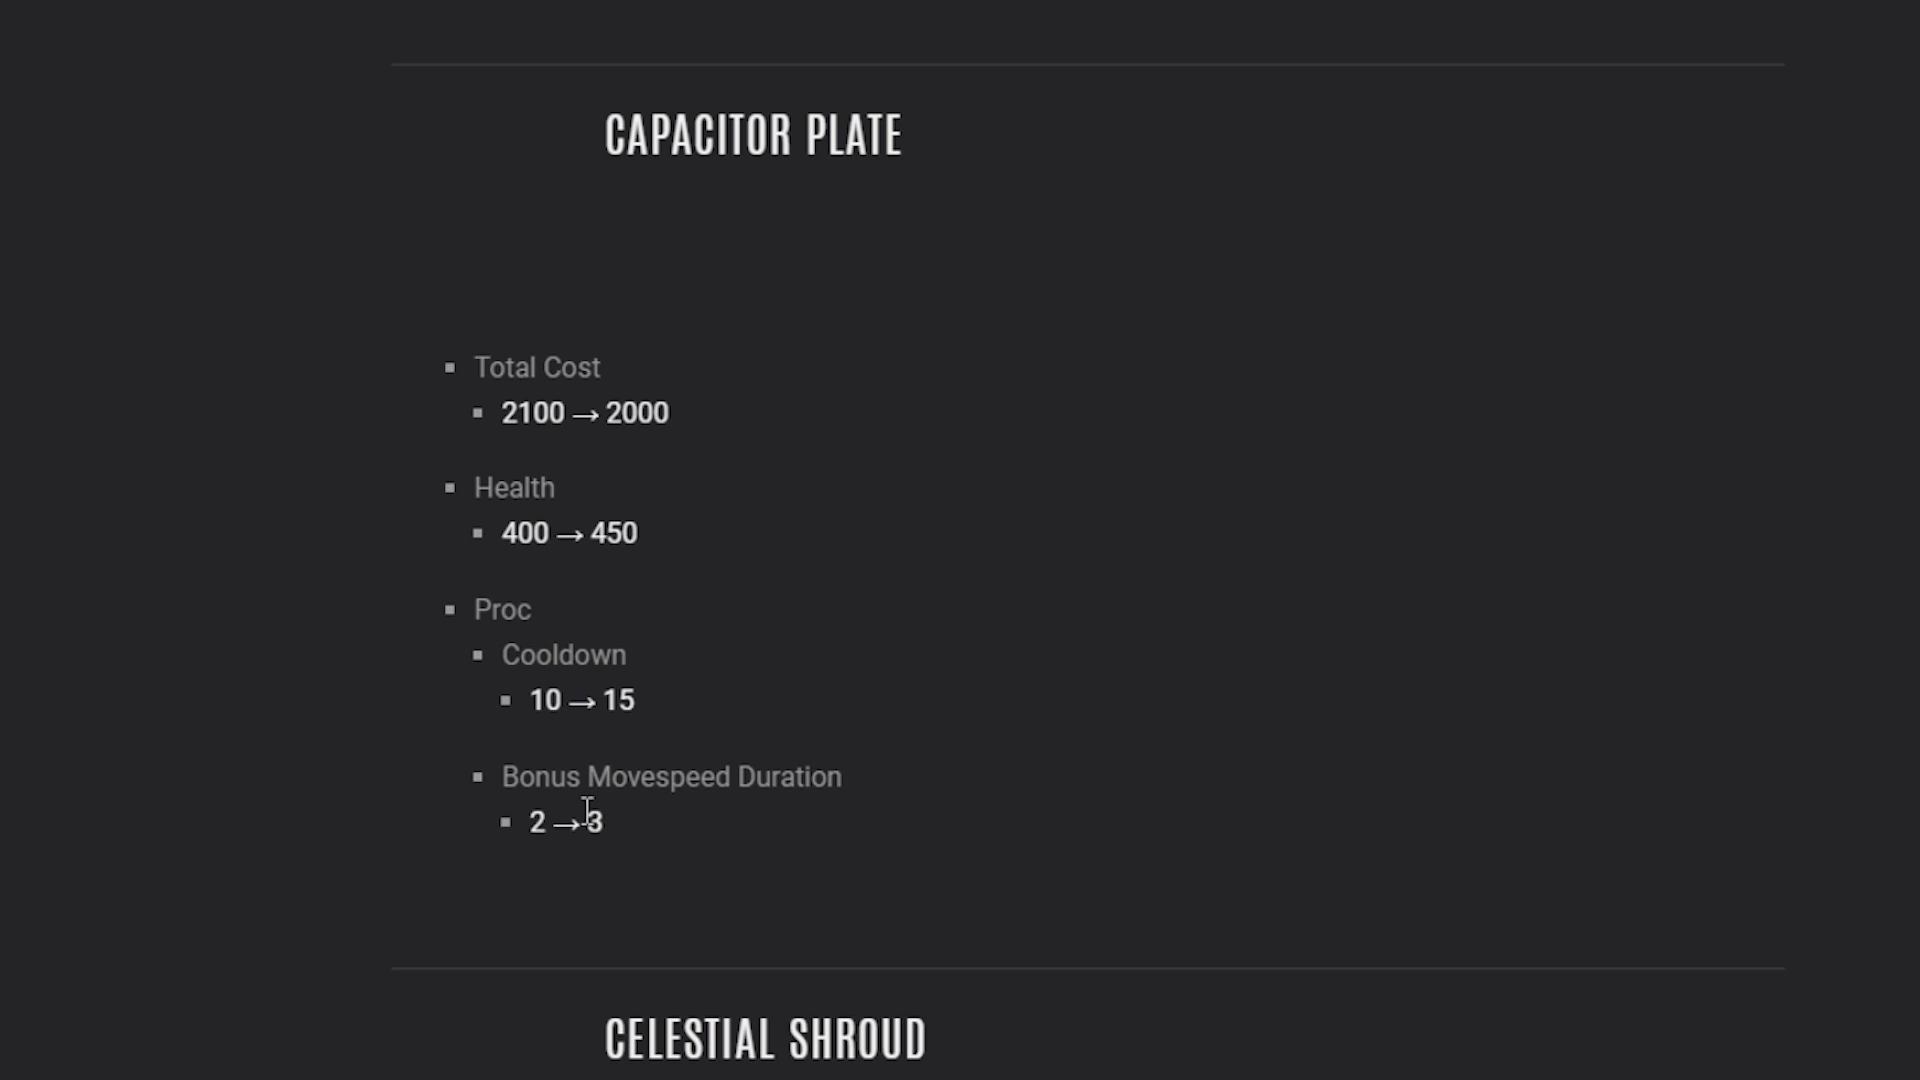 CAPACITOR PLATE
Total Cost
2100 → 2000
Health
400 → 450
Proc
Cooldown
10 → 15
Bonus Movespeed Duration
2 → 3
CELESTIAL SHROUD